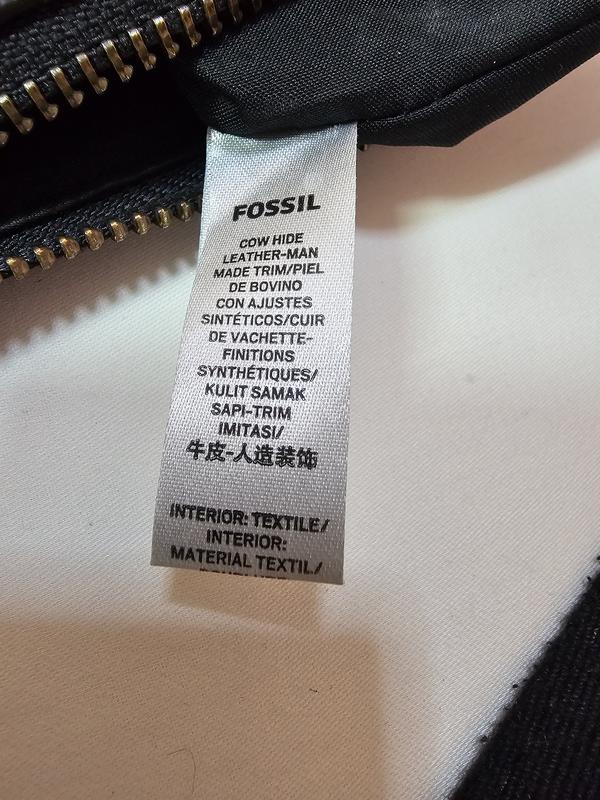 FOSSIL
COW HIDE
LEATHER-MAN
MADE TRIM/PIEL
DE BOVINO
CON AJUSTES
SINTÉTICOS/CUIR
DE VACHETTE-
FINITIONS
SYNTHÉTIQUES/
KULIT SAMAK
SAPI-TRIM
IMITASI/
牛皮-人造装饰
INTERIOR: TEXTILE/
INTERIOR:
MATERIAL TEXTIL/